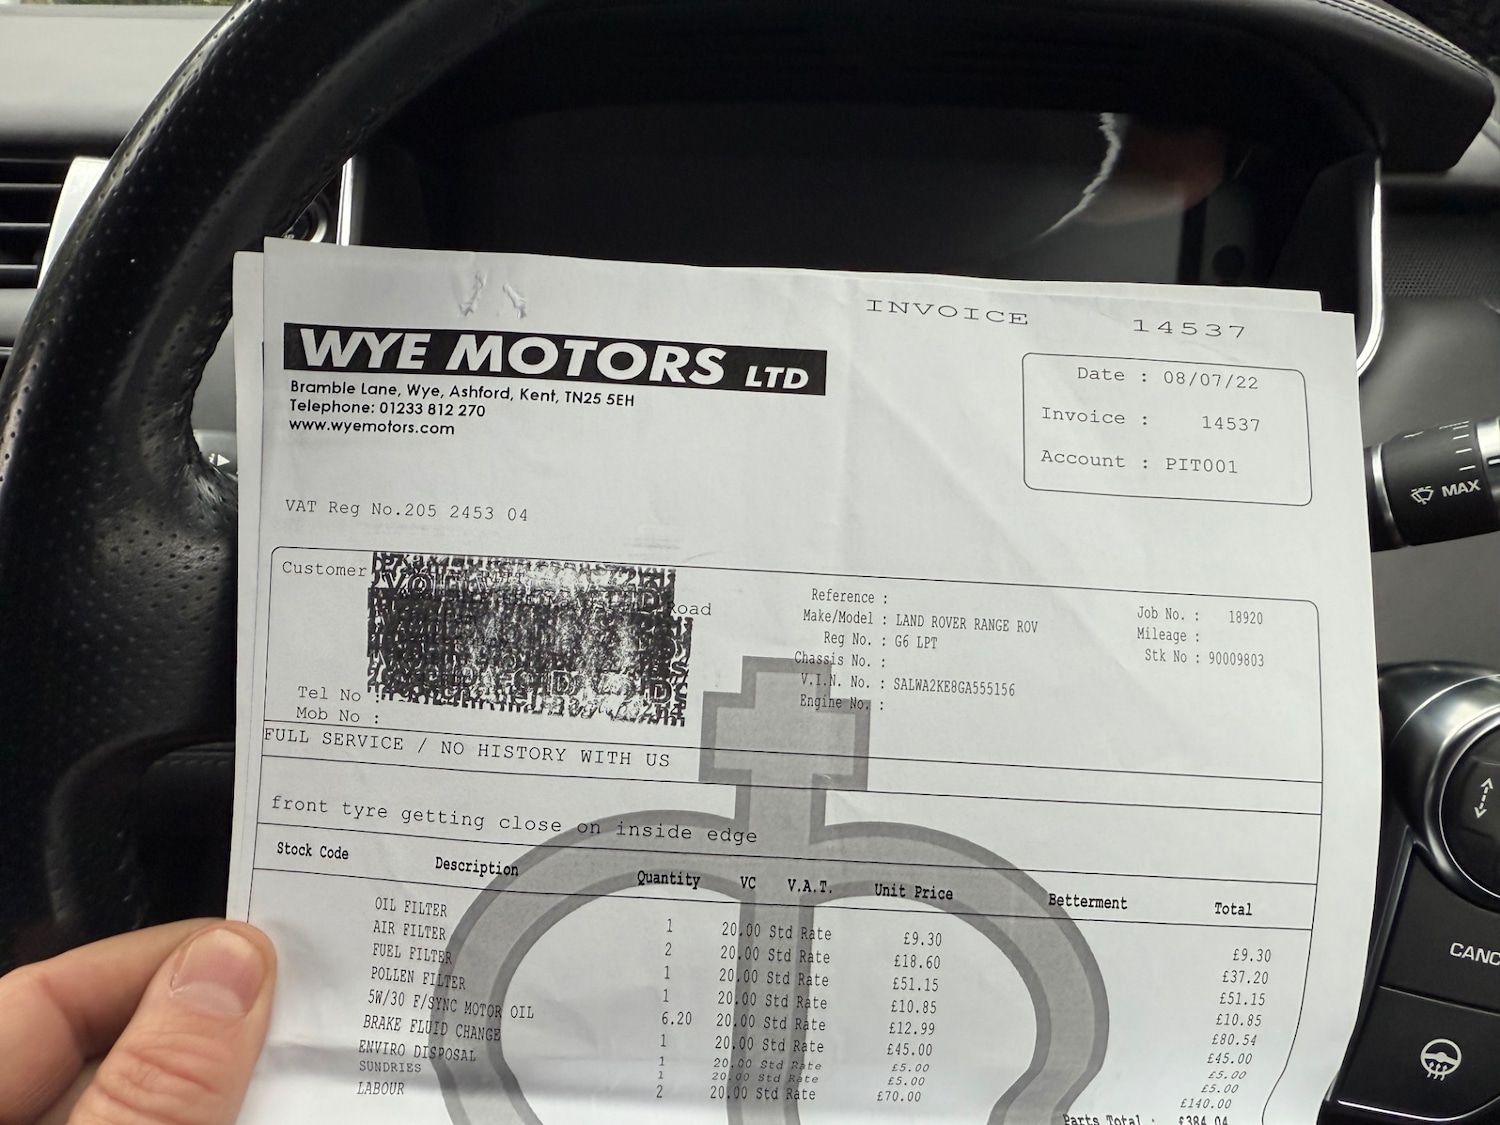 INVOICE 14537
WYE MOTORS LTD
Bramble Lane, Wye, Ashford, Kent, TN25 5EH
Telephone: 01233 812 270
www.wyemotors.com
Date : 08/07/22
Invoice : 14537
Account : PIT001
VAT Reg No.205 2453 04
Customer
Road
Tel No :
Mob No :
Reference :
Make/Model : LAND ROVER RANGE ROV
Reg No. : G6 LPT
Chassis No. :
V.I.N. No. : SALWA2KE8GA555156
Engine No. :
Job No. : 18920
Mileage :
Stk No : 90009803
FULL SERVICE / NO HISTORY WITH US
front tyre getting close on inside edge
Stock Code Description Quantity VC V.A.T. Unit Price Betterment Total
OIL FILTER 1 20.00 Std Rate £9.30 £9.30
AIR FILTER 2 20.00 Std Rate £18.60 £37.20
FUEL FILTER 1 20.00 Std Rate £51.15 £51.15
POLLEN FILTER 1 20.00 Std Rate £10.85 £10.85
5W/30 F/SYNC MOTOR OIL 6.20 20.00 Std Rate £12.99 £80.54
BRAKE FLUID CHANGE 1 20.00 Std Rate £45.00 £45.00
ENVIRO DISPOSAL 1 20.00 Std Rate £5.00 £5.00
SUNDRIES 1 20.00 Std Rate £5.00 £5.00
LABOUR 2 20.00 Std Rate £70.00 £140.00
Parts Total : £384.04
MAX
CANC